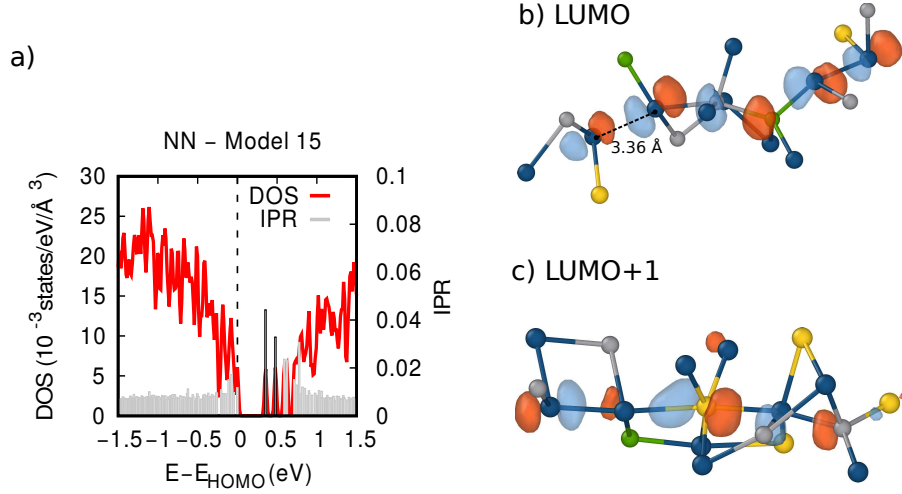 a)
NN – Model 15
DOS (10⁻³states/eV/Å³)
30
25
20
15
10
5
0
DOS
IPR
0.1
0.08
0.06
0.04
0.02
0
IPR
−1.5 −1 −0.5 0 0.5 1 1.5
E−E_HOMO (eV)
b) LUMO
3.36 Å
c) LUMO+1